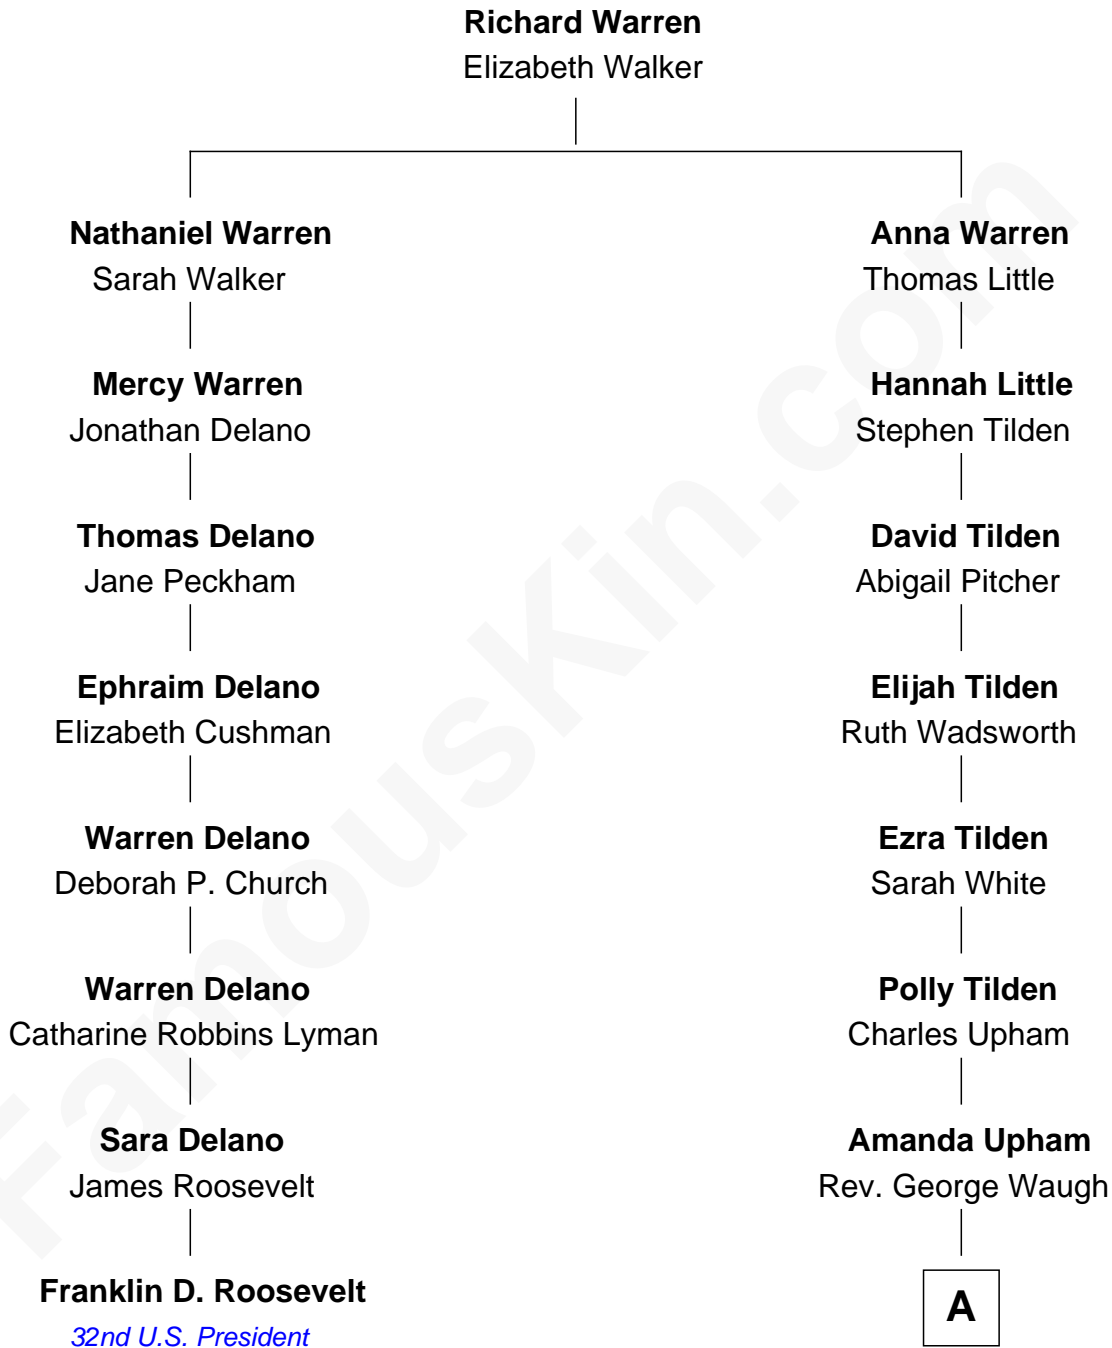 Richard Warren
Elizabeth Walker
Nathaniel Warren
Sarah Walker
Mercy Warren
Jonathan Delano
Thomas Delano
Jane Peckham
Ephraim Delano
Elizabeth Cushman
Warren Delano
Deborah P. Church
Warren Delano
Catharine Robbins Lyman
Sara Delano
James Roosevelt
Franklin D. Roosevelt
32nd U.S. President
Anna Warren
Thomas Little
Hannah Little
Stephen Tilden
David Tilden
Abigail Pitcher
Elijah Tilden
Ruth Wadsworth
Ezra Tilden
Sarah White
Polly Tilden
Charles Upham
Amanda Upham
Rev. George Waugh
A
FamousKin.com